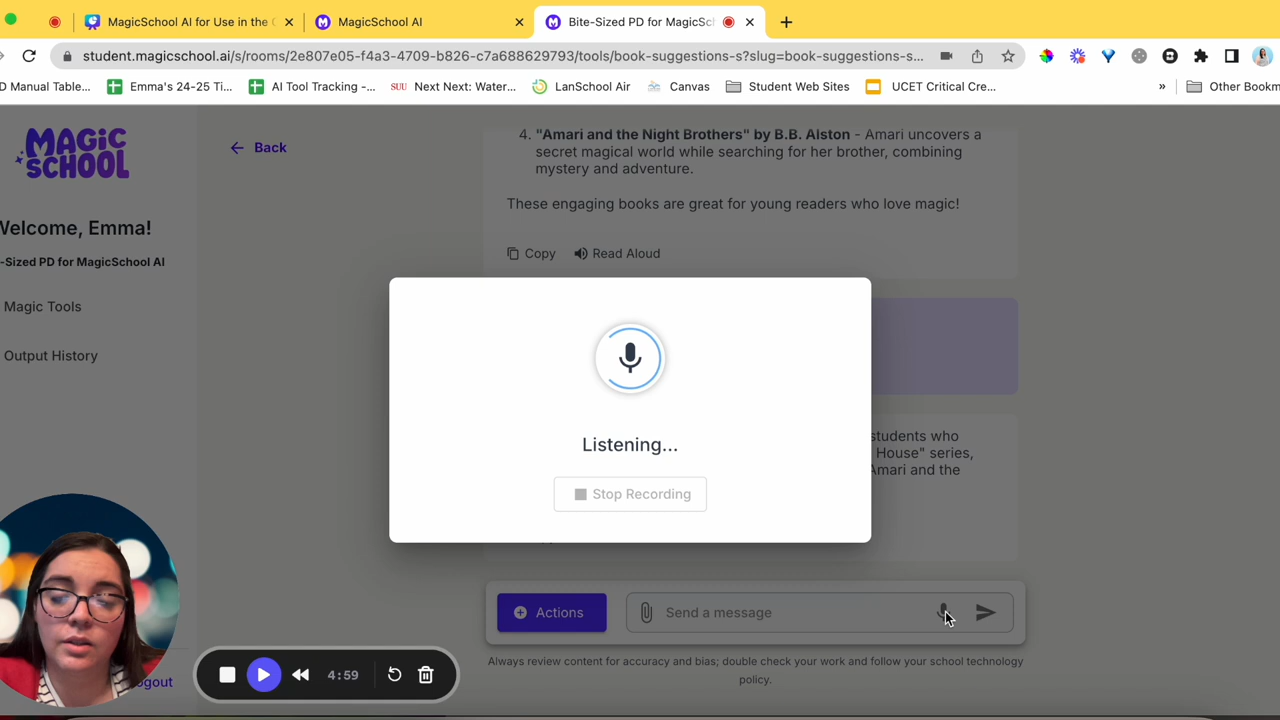 MagicSchool AI for Use in the
MagicSchool AI
Bite-Sized PD for MagicSc
student.magicschool.ai/s/rooms/2e807e05-f4a3-4709-b826-c7a688629793/tools/book-suggestions-s?slug=book-suggestions-s...
D Manual Table...
Emma's 24-25 Ti...
AI Tool Tracking -...
SUU Next Next: Water...
LanSchool Air
Canvas
Student Web Sites
UCET Critical Cre...
»
Other Bookm
MAGIC
SCHOOL
Back
Welcome, Emma!
-Sized PD for MagicSchool AI
Magic Tools
Output History
4. "Amari and the Night Brothers" by B.B. Alston - Amari uncovers a
secret magical world while searching for her brother, combining
mystery and adventure.
These engaging books are great for young readers who love magic!
Copy
Read Aloud
students who
House" series,
Amari and the
Listening...
Stop Recording
Actions
Send a message
Always review content for accuracy and bias; double check your work and follow your school technology
policy.
4:59
ogout